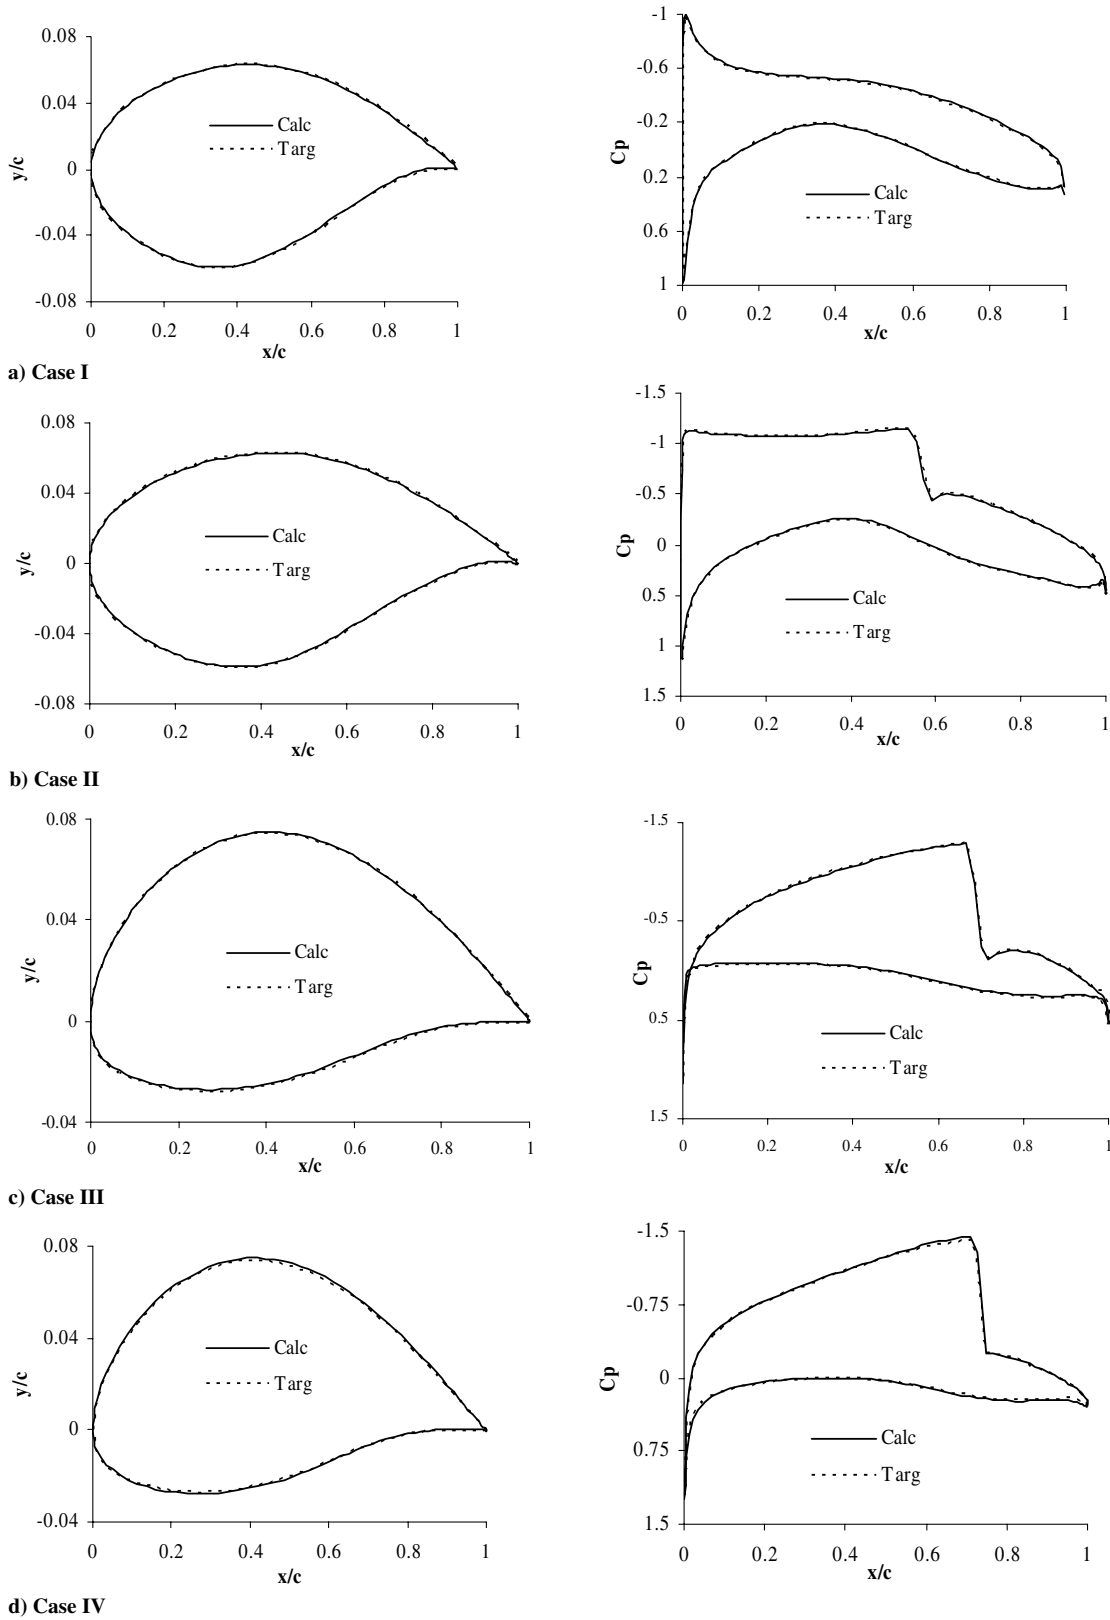 0.08
0.04
0
-0.04
-0.08
y/c
Calc
Targ
0 0.2 0.4 0.6 0.8 1
x/c
-1
-0.6
-0.2
0.2
0.6
1
Cp
Calc
Targ
0 0.2 0.4 0.6 0.8 1
x/c
a) Case I
0.08
0.04
0
-0.04
-0.08
y/c
Calc
Targ
0 0.2 0.4 0.6 0.8 1
x/c
-1.5
-1
-0.5
0
0.5
1
1.5
Cp
Calc
Targ
0 0.2 0.4 0.6 0.8 1
x/c
b) Case II
0.08
0.04
0
-0.04
y/c
Calc
Targ
0 0.2 0.4 0.6 0.8 1
x/c
-1.5
-0.5
0.5
1.5
Cp
Calc
Targ
0 0.2 0.4 0.6 0.8 1
x/c
c) Case III
0.08
0.04
0
-0.04
y/c
Calc
Targ
0 0.2 0.4 0.6 0.8 1
x/c
-1.5
-0.75
0
0.75
1.5
Cp
Calc
Targ
0 0.2 0.4 0.6 0.8 1
x/c
d) Case IV